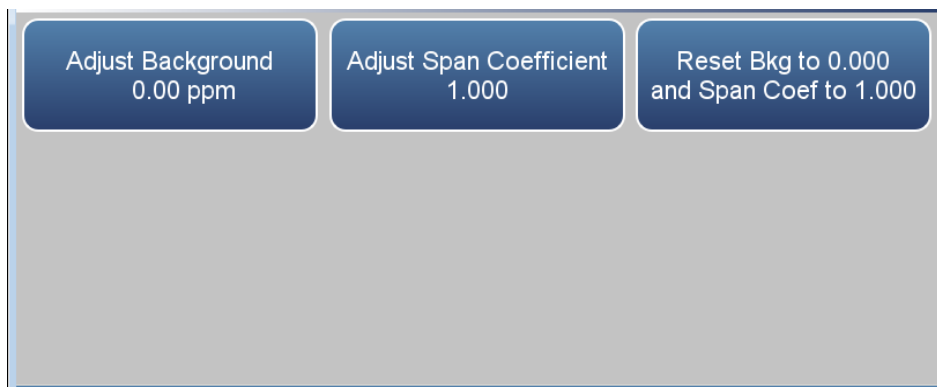 Adjust Background
0.00 ppm
Adjust Span Coefficient
1.000
Reset Bkg to 0.000
and Span Coef to 1.000